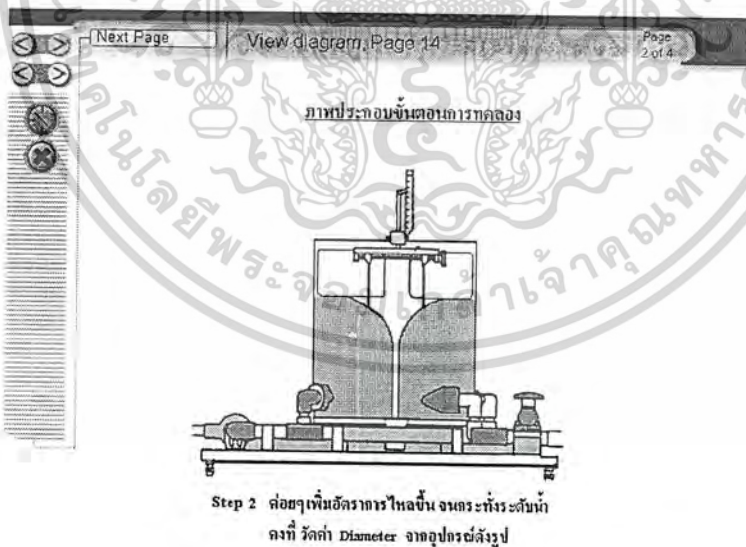 Next Page
View diagram, Page 14
Page
2 of 4
ภาพประกอบขั้นตอนการทดลอง
Step 2 ค่อยๆเพิ่มอัตราการไหลขึ้น จนกระทั่งระดับน้ำ
คงที่ วัดค่า Diameter จากอุปกรณ์ดังรูป